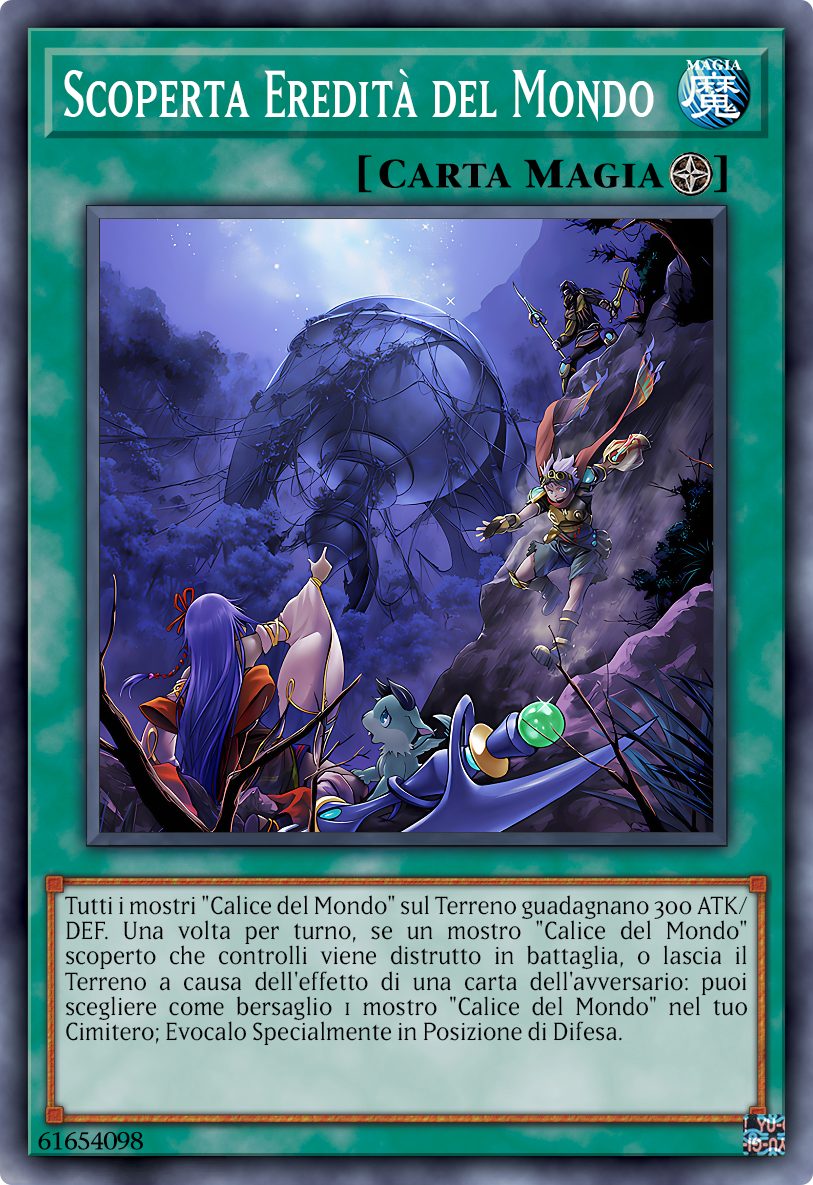 Scoperta Eredità del Mondo
MAGIA
魔
[Carta Magia]
Tutti i mostri "Calice del Mondo" sul Terreno guadagnano 300 ATK/
DEF. Una volta per turno, se un mostro "Calice del Mondo"
scoperto che controlli viene distrutto in battaglia, o lascia il
Terreno a causa dell'effetto di una carta dell'avversario: puoi
scegliere come bersaglio 1 mostro "Calice del Mondo" nel tuo
Cimitero; Evocalo Specialmente in Posizione di Difesa.
61654098